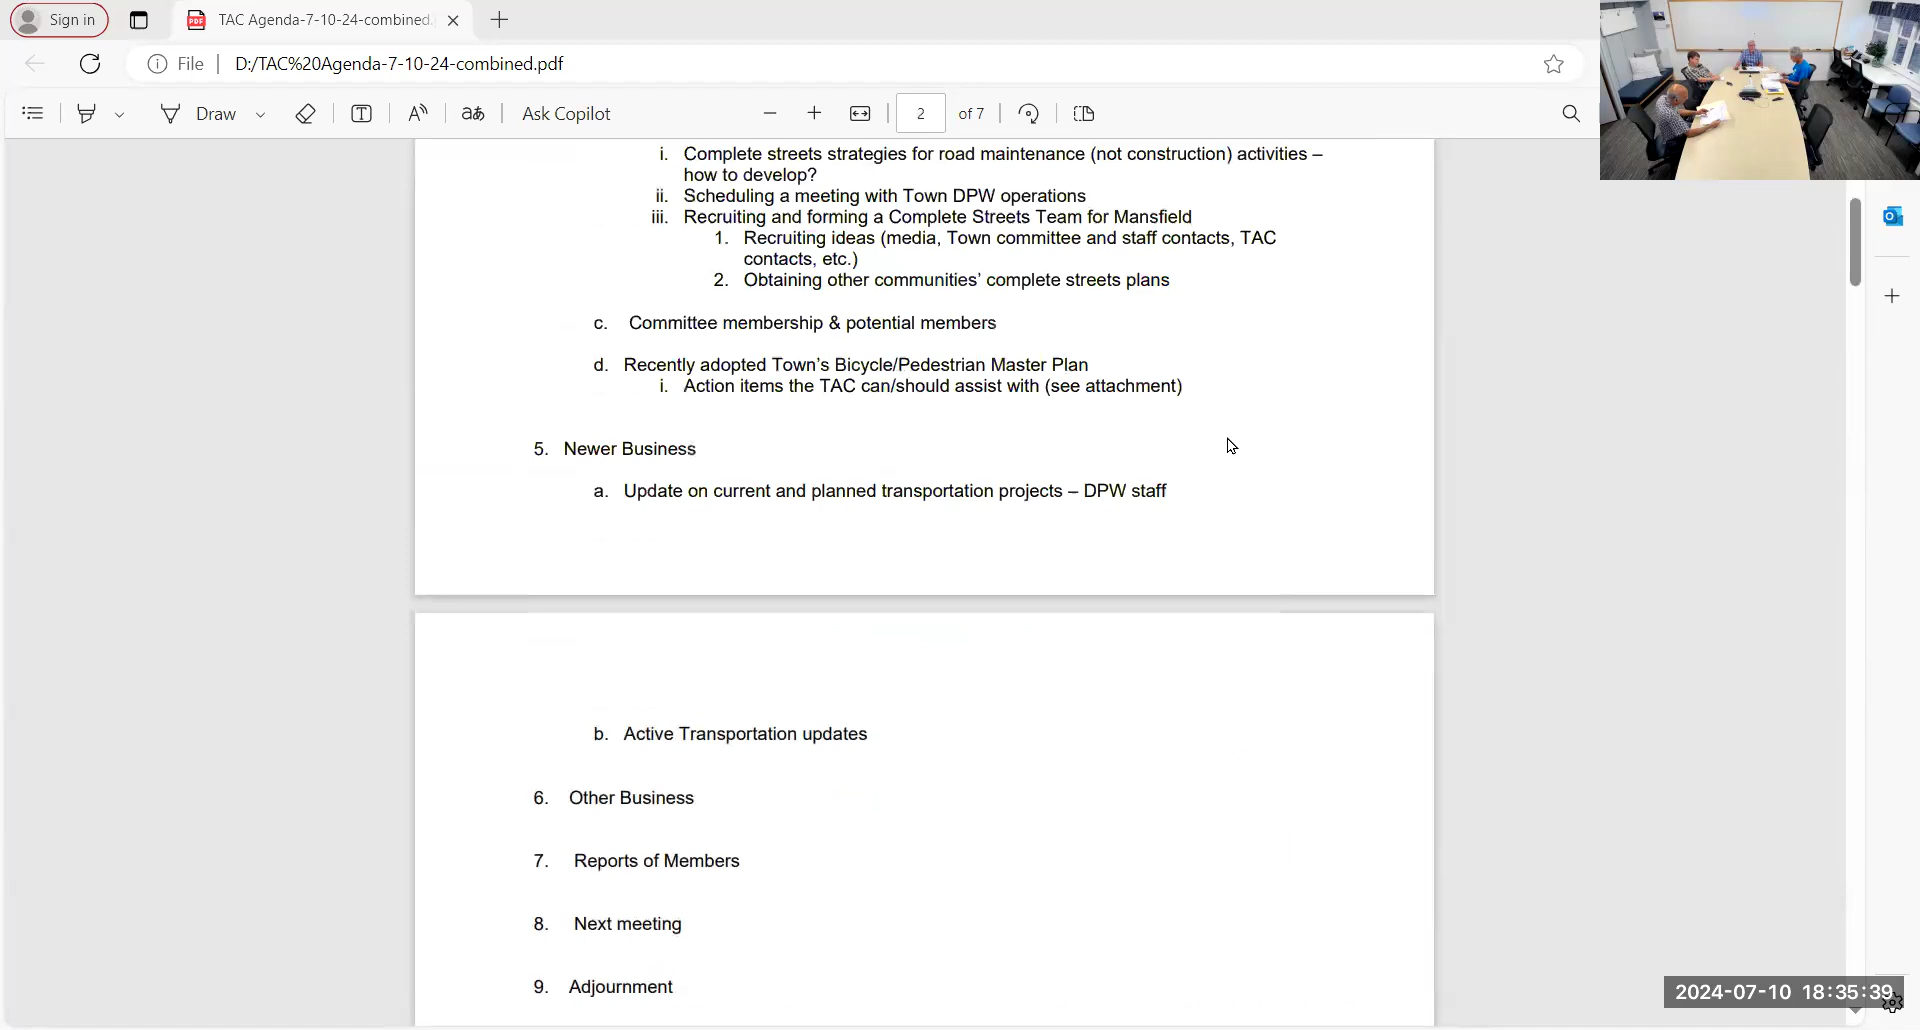 Sign in
TAC Agenda-7-10-24-combined.
File
D:/TAC%20Agenda-7-10-24-combined.pdf
Draw
aあ
Ask Copilot
2
of 7
i. Complete streets strategies for road maintenance (not construction) activities –
how to develop?
ii. Scheduling a meeting with Town DPW operations
iii. Recruiting and forming a Complete Streets Team for Mansfield
1. Recruiting ideas (media, Town committee and staff contacts, TAC
contacts, etc.)
2. Obtaining other communities’ complete streets plans
c. Committee membership & potential members
d. Recently adopted Town’s Bicycle/Pedestrian Master Plan
i. Action items the TAC can/should assist with (see attachment)
5. Newer Business
a. Update on current and planned transportation projects – DPW staff
b. Active Transportation updates
6. Other Business
7. Reports of Members
8. Next meeting
9. Adjournment
2024-07-10 18:35:39